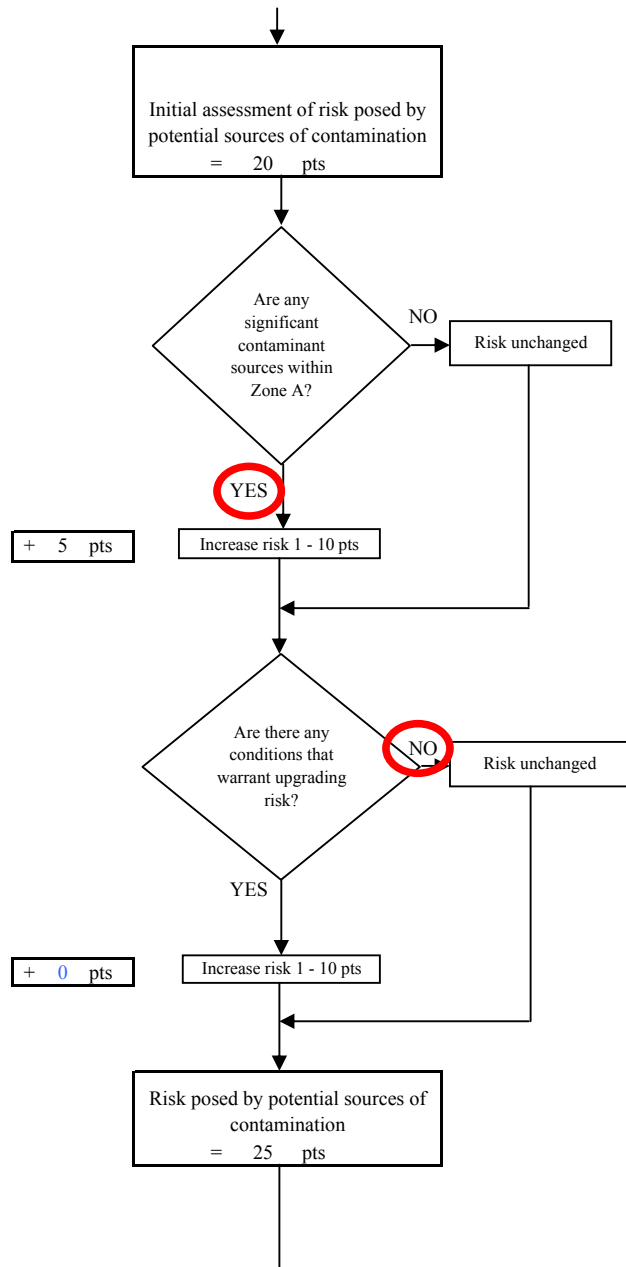 Initial assessment of risk posed by
potential sources of contamination
= 20 pts
Are any
significant
contaminant
sources within
Zone A?
NO
Risk unchanged
YES
+ 5 pts
Increase risk 1 - 10 pts
Are there any
conditions that
warrant upgrading
risk?
NO
Risk unchanged
YES
+ 0 pts
Increase risk 1 - 10 pts
Risk posed by potential sources of
contamination
= 25 pts